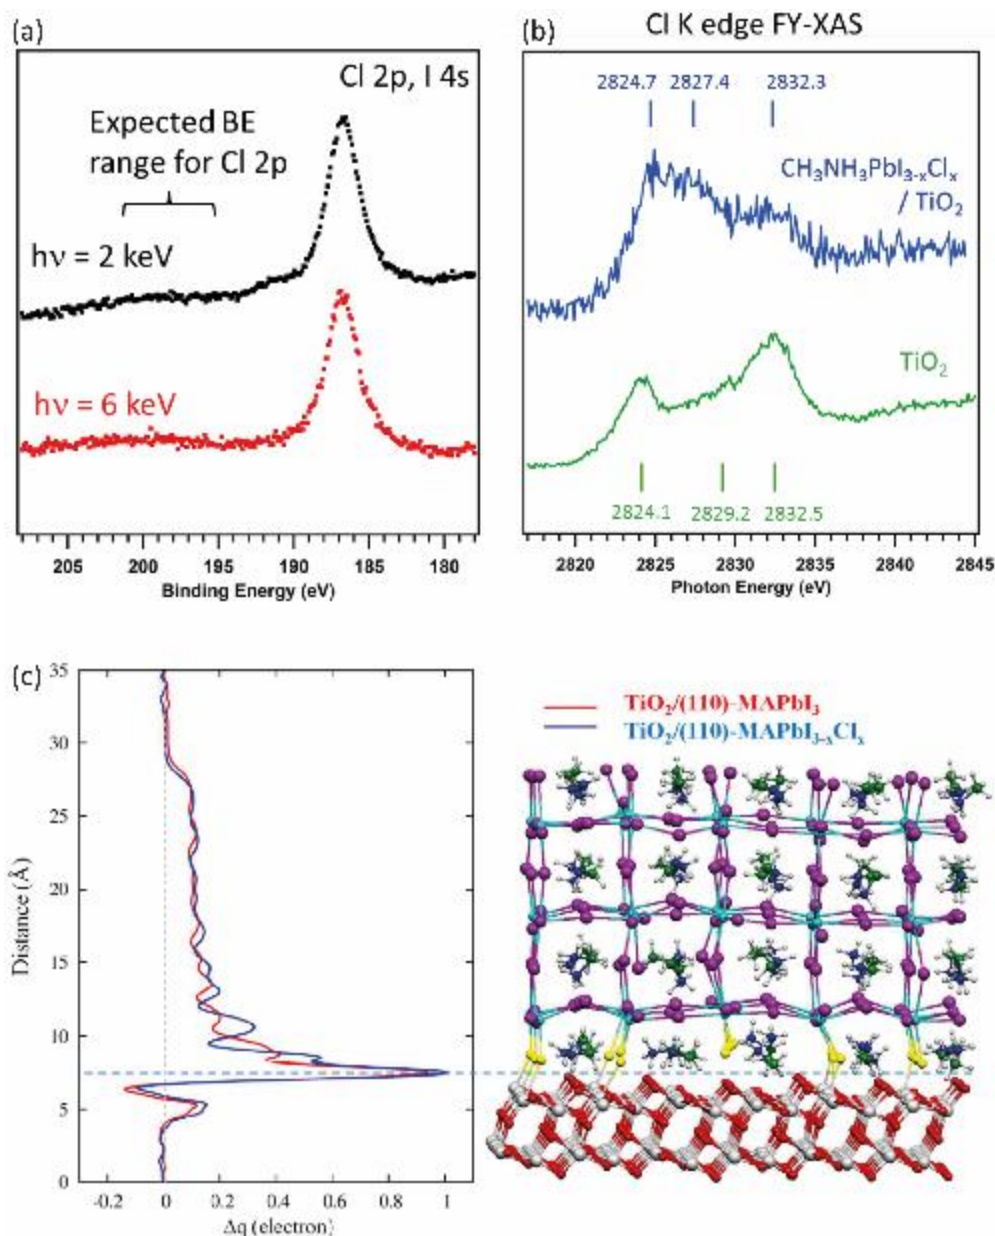 (a)
Cl 2p, I 4s
Expected BE
range for Cl 2p
hν = 2 keV
hν = 6 keV
205 200 195 190 185 180
Binding Energy (eV)
(b)
Cl K edge FY-XAS
2824.7 2827.4 2832.3
CH₃NH₃PbI₃₋ₓClₓ
/ TiO₂
TiO₂
2824.1 2829.2 2832.5
2820 2825 2830 2835 2840 2845
Photon Energy (eV)
(c)
35
30
25
20
15
10
5
0
Distance (Å)
-0.2 0 0.2 0.4 0.6 0.8 1
Δq (electron)
TiO₂/(110)-MAPbI₃
TiO₂/(110)-MAPbI₃₋ₓClₓ